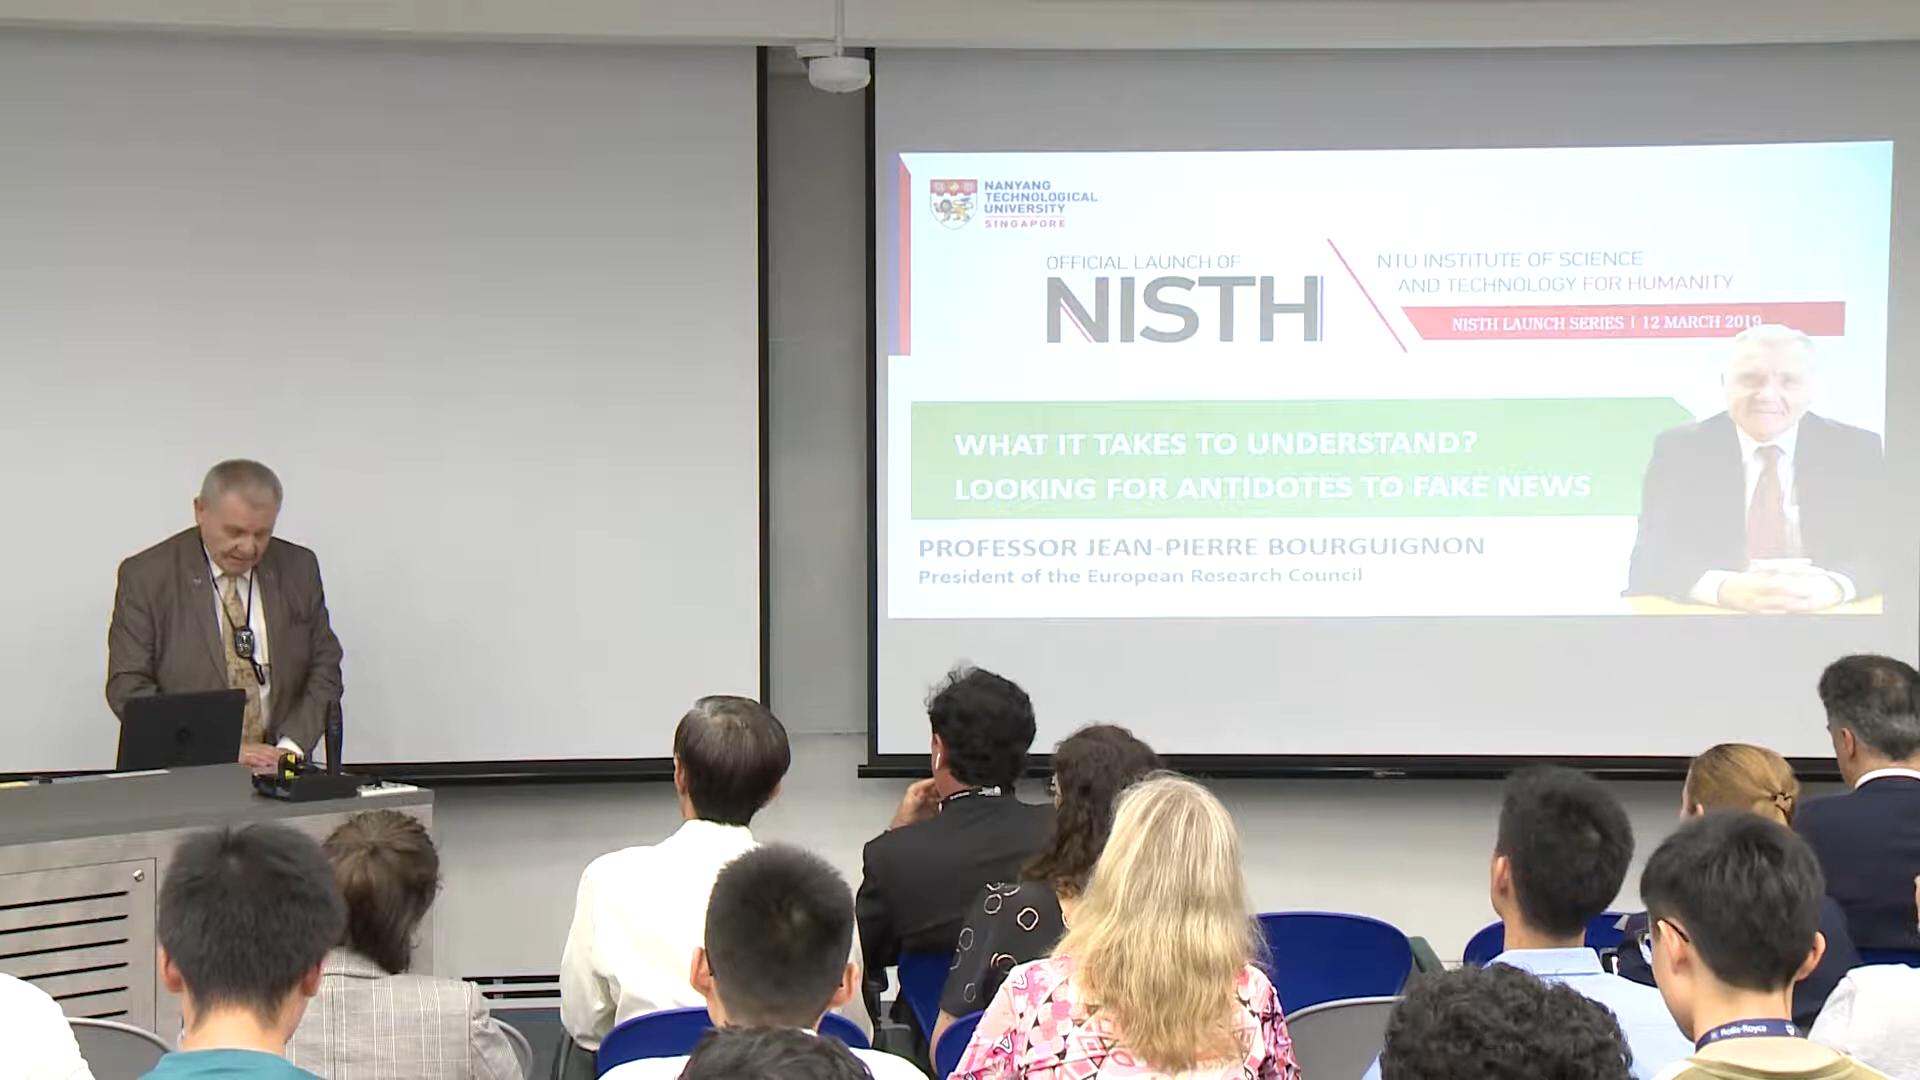 NANYANG
TECHNOLOGICAL
UNIVERSITY
SINGAPORE
OFFICIAL LAUNCH OF
NISTH
NTU INSTITUTE OF SCIENCE
AND TECHNOLOGY FOR HUMANITY
NISTH LAUNCH SERIES | 12 MARCH 2019
WHAT IT TAKES TO UNDERSTAND?
LOOKING FOR ANTIDOTES TO FAKE NEWS
PROFESSOR JEAN-PIERRE BOURGUIGNON
President of the European Research Council
Rolls-Royce